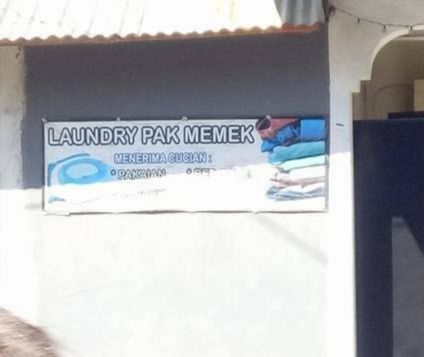 LAUNDRY PAK MEMEK
MENERIMA CUCIAN :
* PAKAIAN *